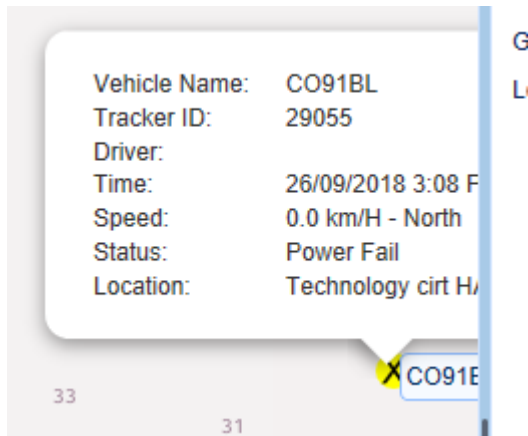 Vehicle Name: CO91BL
Tracker ID: 29055
Driver:
Time: 26/09/2018 3:08
Speed: 0.0 km/H - North
Status: Power Fail
Location: Technology cirt
X CO91
33
31
G